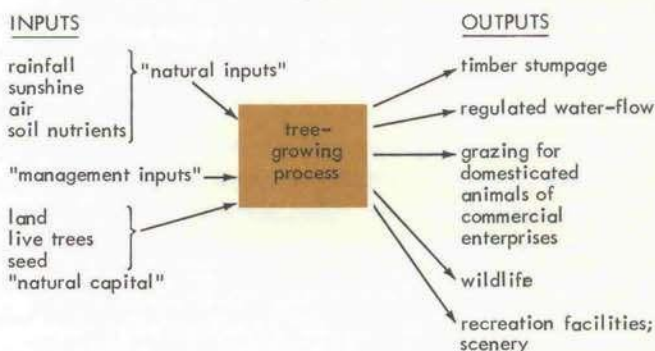 INPUTS
rainfall
sunshine
air
soil nutrients
"natural inputs"
"management inputs"
land
live trees
seed
"natural capital"
tree-
growing
process
OUTPUTS
timber stumpage
regulated water-flow
grazing for
domesticated
animals of
commercial
enterprises
wildlife
recreation facilities;
scenery